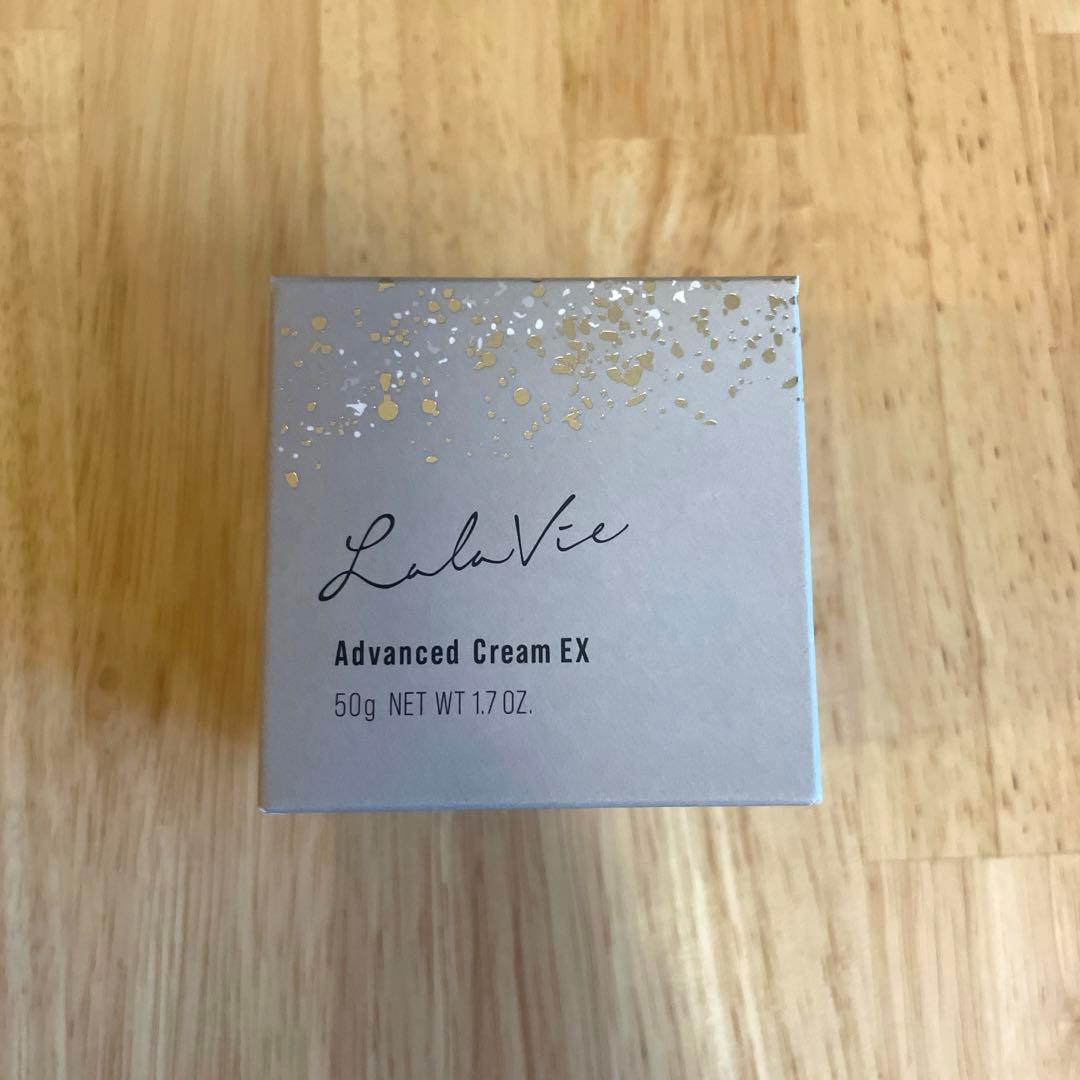 LalaVie
Advanced Cream EX
50g NET WT 1.7 OZ.